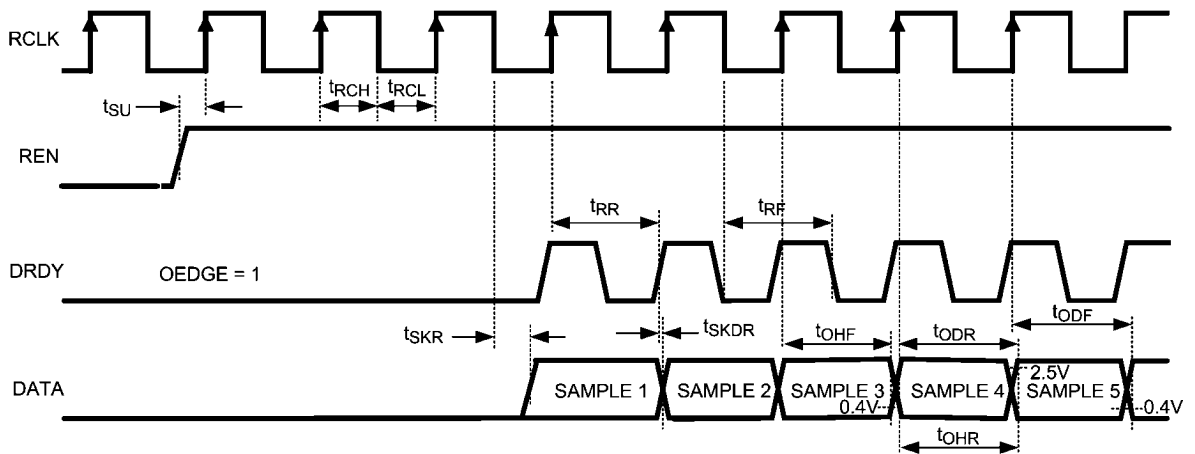 RCLK
tRCH
tRCL
tSU
REN
tRR
tRF
DRDY
OEDGE = 1
tSKR
tSKDR
tOHF
tODR
tODF
DATA
SAMPLE 1
SAMPLE 2
SAMPLE 3
SAMPLE 4
SAMPLE 5
2.5V
0.4V
0.4V
tOHR